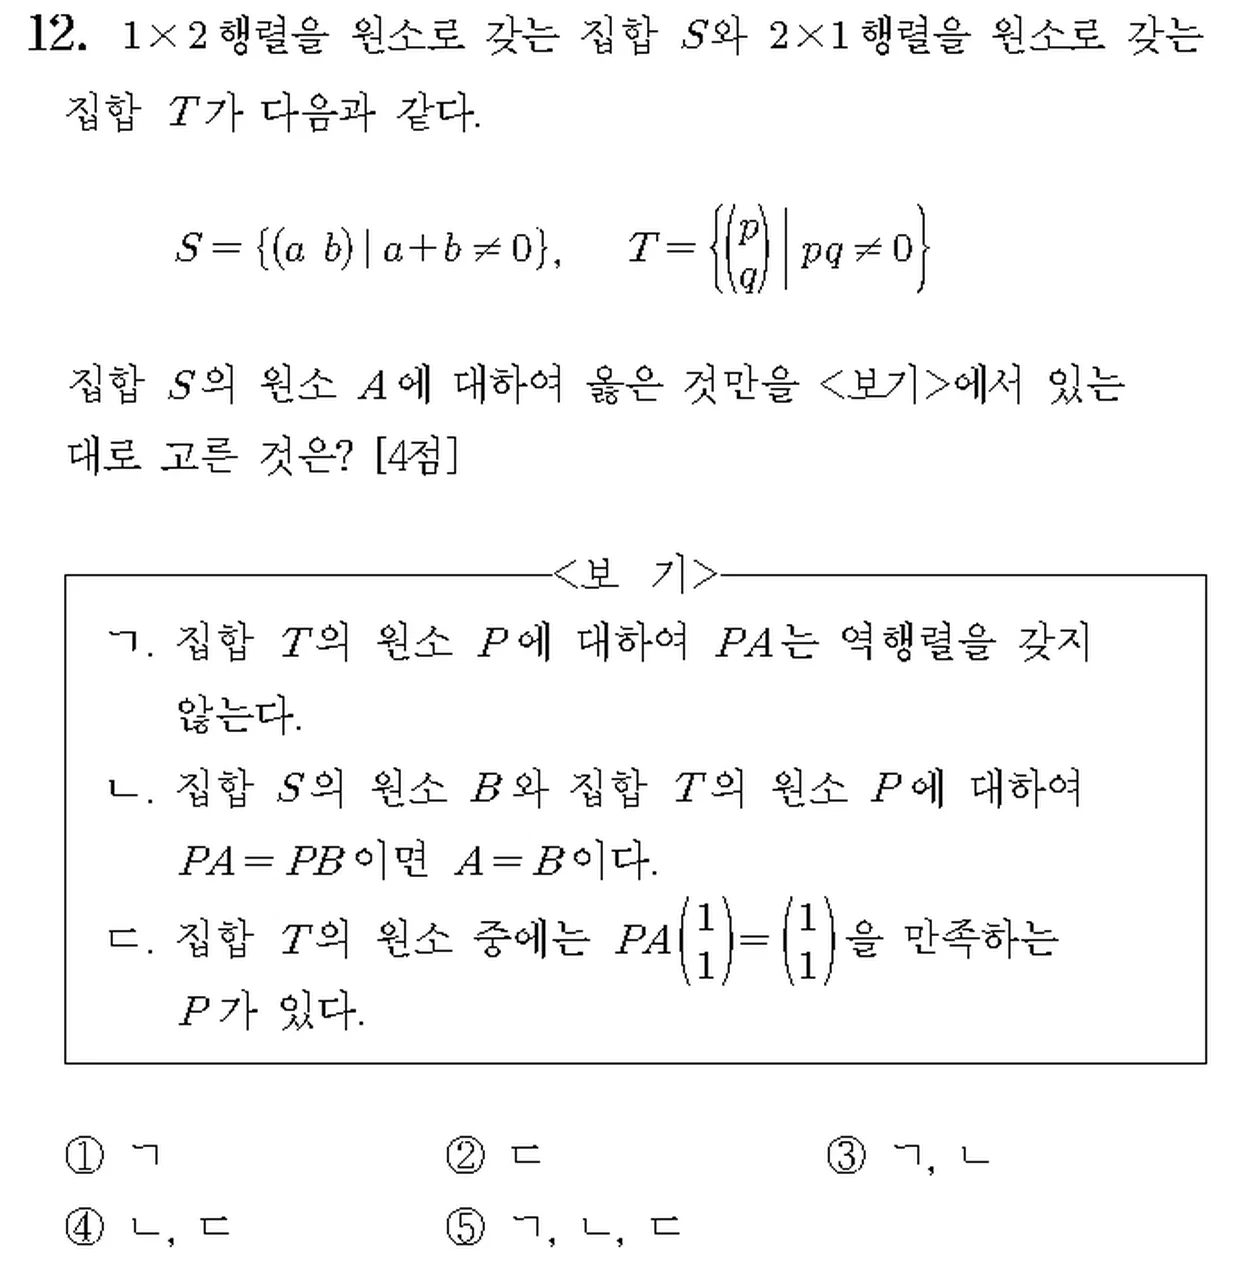 12. 1×2 행렬을 원소로 갖는 집합 S와 2×1 행렬을 원소로 갖는
집합 T가 다음과 같다.
S = {(a b) | a+b ≠ 0}, T = {(p q) | pq ≠ 0}
집합 S의 원소 A에 대하여 옳은 것만을 <보기>에서 있는
대로 고른 것은? [4점]
<보 기>
ㄱ. 집합 T의 원소 P에 대하여 PA는 역행렬을 갖지
않는다.
ㄴ. 집합 S의 원소 B와 집합 T의 원소 P에 대하여
PA = PB이면 A = B이다.
ㄷ. 집합 T의 원소 중에는 PA(1 1) = (1 1)을 만족하는
P가 있다.
① ㄱ ② ㄷ ③ ㄱ, ㄴ
④ ㄴ, ㄷ ⑤ ㄱ, ㄴ, ㄷ